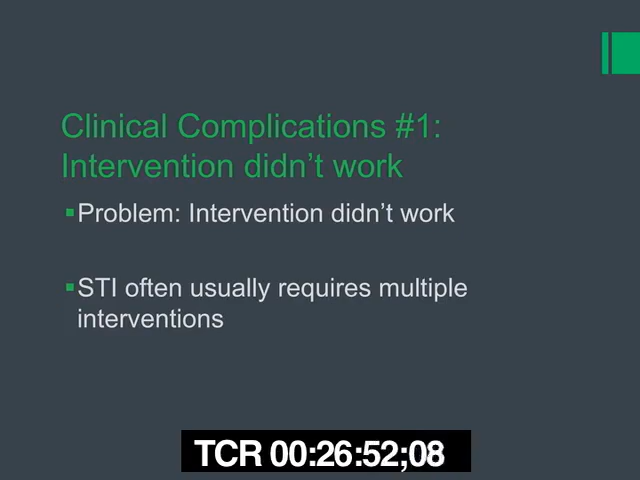 Clinical Complications #1:
Intervention didn’t work
▪Problem: Intervention didn’t work
▪STI often usually requires multiple
interventions
TCR 00:26:52;08